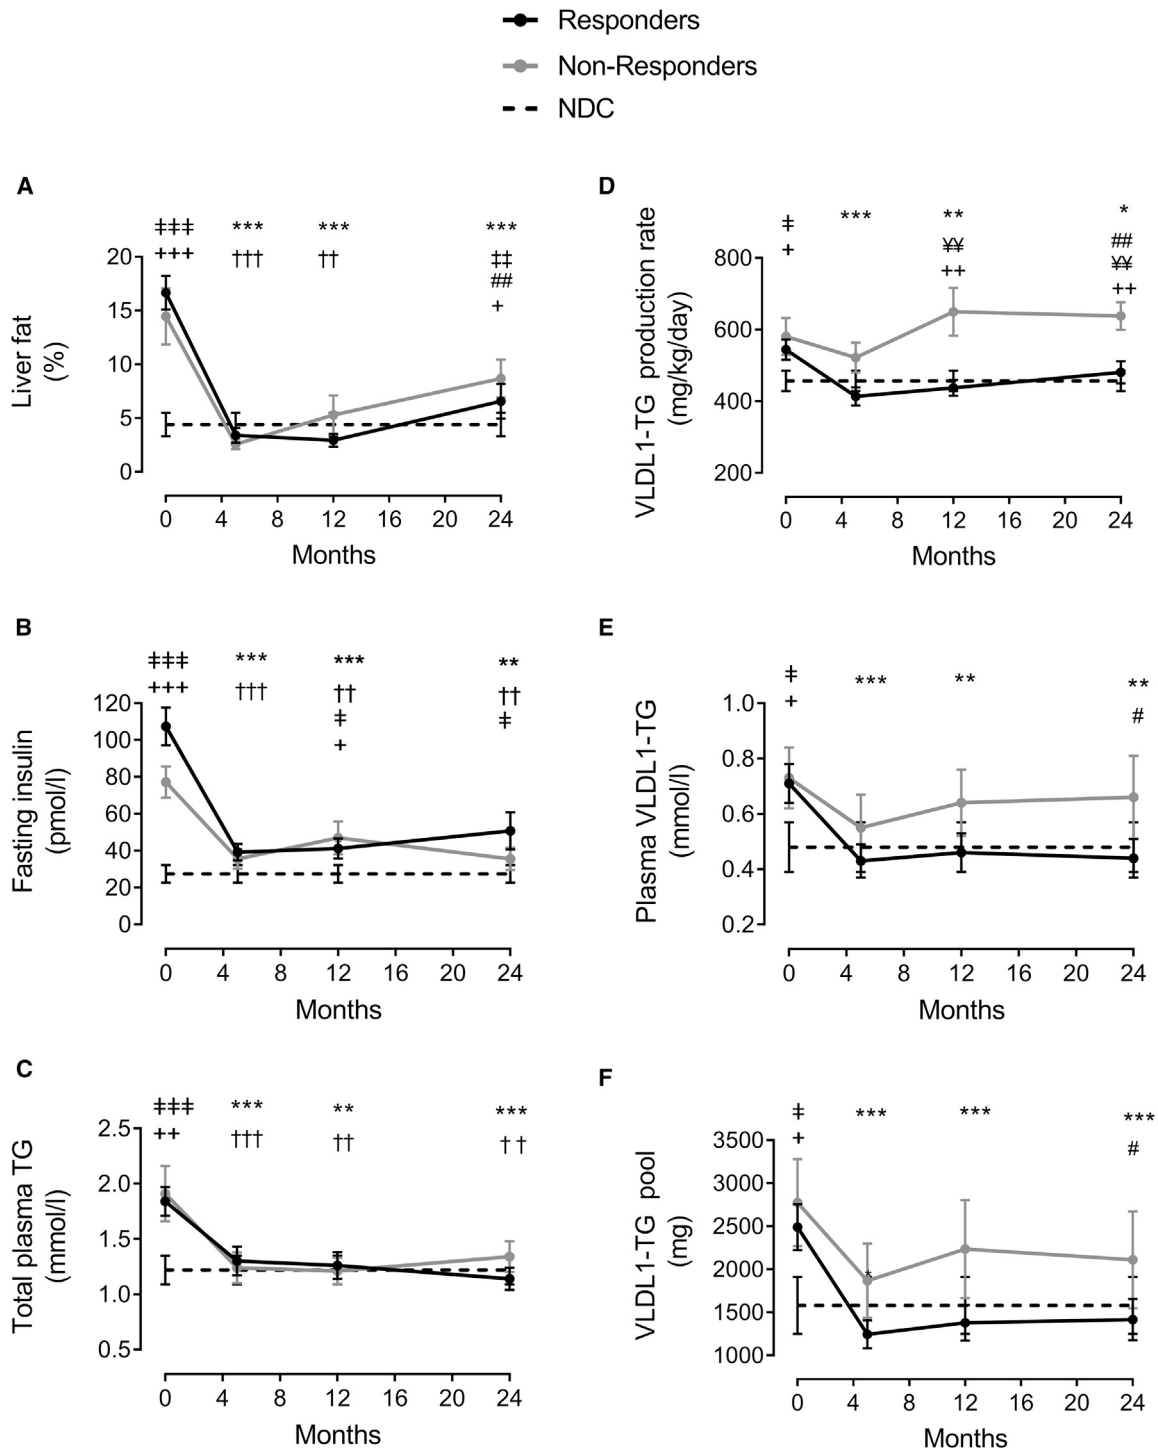 Responders
Non-Responders
NDC
A
‡‡‡ *** *** ***
+++ ††† †† ‡‡
##
+
20
15
10
5
0
Liver fat
(%)
0 4 8 12 16 20 24
Months
D
‡ *** ** *
+ ¥¥ ##
++ ¥¥
++
800
600
400
200
VLDL1-TG production rate
(mg/kg/day)
0 4 8 12 16 20 24
Months
B
‡‡‡ *** *** **
+++ ††† †† ††
‡ ‡
+
120
100
80
60
40
20
0
Fasting insulin
(pmol/l)
0 4 8 12 16 20 24
Months
E
‡ *** ** **
+ #
1.0
0.8
0.6
0.4
0.2
Plasma VLDL1-TG
(mmol/l)
0 4 8 12 16 20 24
Months
C
‡‡‡ *** ** ***
++ ††† †† † †
2.5
2.0
1.5
1.0
0.5
Total plasma TG
(mmol/l)
0 4 8 12 16 20 24
Months
F
‡ *** *** ***
+ #
3500
3000
2500
2000
1500
1000
*
VLDL1-TG pool
(mg)
0 4 8 12 16 20 24
Months